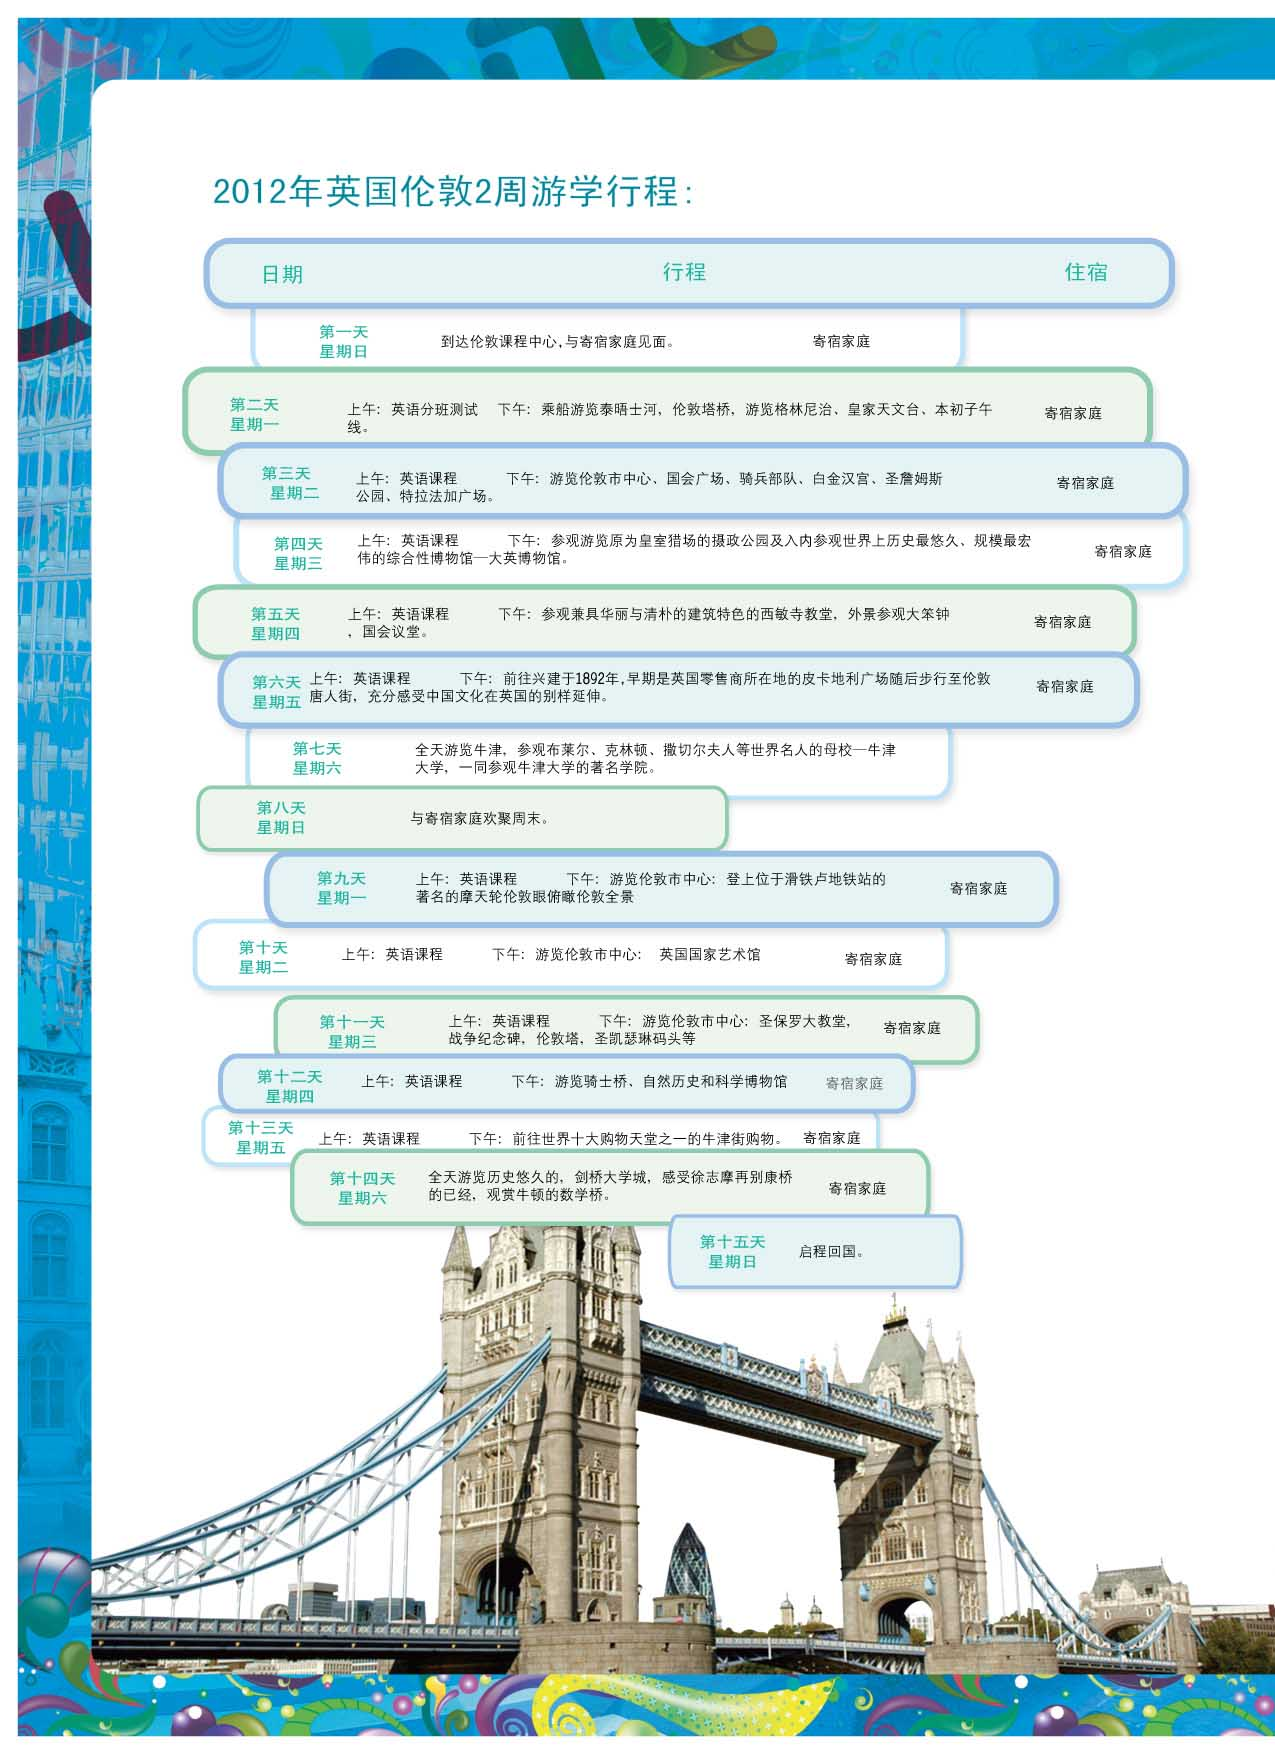 2012年英国伦敦2周游学行程：
日期 行程 住宿
第一天
星期日
到达伦敦课程中心，与寄宿家庭见面。 寄宿家庭
第二天
星期一
上午：英语分班测试 下午：乘船游览泰晤士河，伦敦塔桥，游览格林尼治、皇家天文台、本初子午
线。
寄宿家庭
第三天
星期二
上午：英语课程 下午：游览伦敦市中心、国会广场、骑兵部队、白金汉宫、圣詹姆斯
公园、特拉法加广场。
寄宿家庭
第四天
星期三
上午：英语课程 下午：参观游览原为皇室猎场的摄政公园及入内参观世界上历史最悠久、规模最宏
伟的综合性博物馆—大英博物馆。
寄宿家庭
第五天
星期四
上午：英语课程 下午：参观兼具华丽与清朴的建筑特色的西敏寺教堂，外景参观大笨钟
，国会议堂。
寄宿家庭
第六天
星期五
上午：英语课程 下午：前往兴建于1892年，早期是英国零售商所在地的皮卡地利广场随后步行至伦敦
唐人街，充分感受中国文化在英国的别样延伸。
寄宿家庭
第七天
星期六
全天游览牛津，参观布莱尔、克林顿、撒切尔夫人等世界名人的母校—牛津
大学，一同参观牛津大学的著名学院。
第八天
星期日
与寄宿家庭欢聚周末。
第九天
星期一
上午：英语课程 下午：游览伦敦市中心：登上位于滑铁卢地铁站的
著名的摩天轮伦敦眼俯瞰伦敦全景
寄宿家庭
第十天
星期二
上午：英语课程 下午：游览伦敦市中心： 英国国家艺术馆
寄宿家庭
第十一天
星期三
上午：英语课程 下午：游览伦敦市中心：圣保罗大教堂，
战争纪念碑，伦敦塔，圣凯瑟琳码头等
寄宿家庭
第十二天
星期四
上午：英语课程 下午：游览骑士桥、自然历史和科学博物馆
寄宿家庭
第十三天
星期五
上午：英语课程 下午：前往世界十大购物天堂之一的牛津街购物。 寄宿家庭
第十四天
星期六
全天游览历史悠久的，剑桥大学城，感受徐志摩再别康桥
的已经，观赏牛顿的数学桥。
寄宿家庭
第十五天
星期日
启程回国。